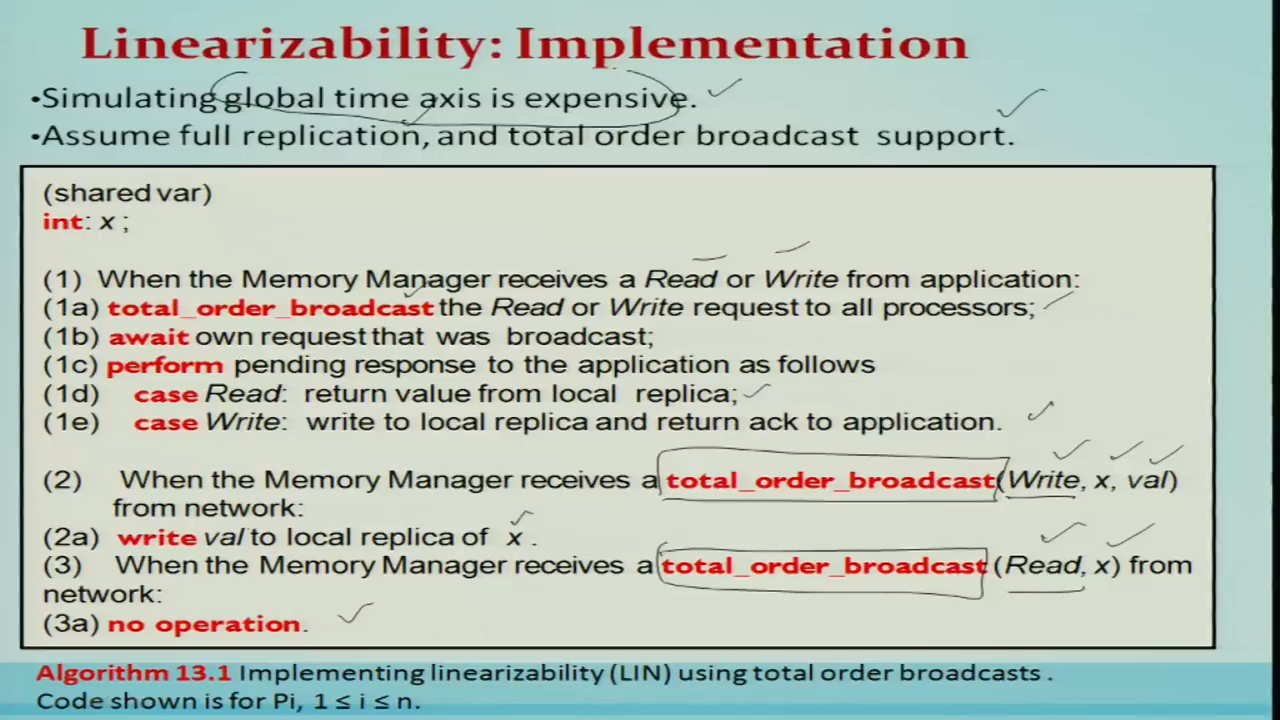 Linearizability: Implementation
•Simulating global time axis is expensive.
•Assume full replication, and total order broadcast support.
(shared var)
int: x ;
(1) When the Memory Manager receives a Read or Write from application:
(1a) total_order_broadcast the Read or Write request to all processors;
(1b) await own request that was broadcast;
(1c) perform pending response to the application as follows
(1d) case Read: return value from local replica;
(1e) case Write: write to local replica and return ack to application.
(2) When the Memory Manager receives a total_order_broadcast(Write, x, val)
from network:
(2a) write val to local replica of x .
(3) When the Memory Manager receives a total_order_broadcast (Read, x) from
network:
(3a) no operation.
Algorithm 13.1 Implementing linearizability (LIN) using total order broadcasts .
Code shown is for Pi, 1 ≤ i ≤ n.